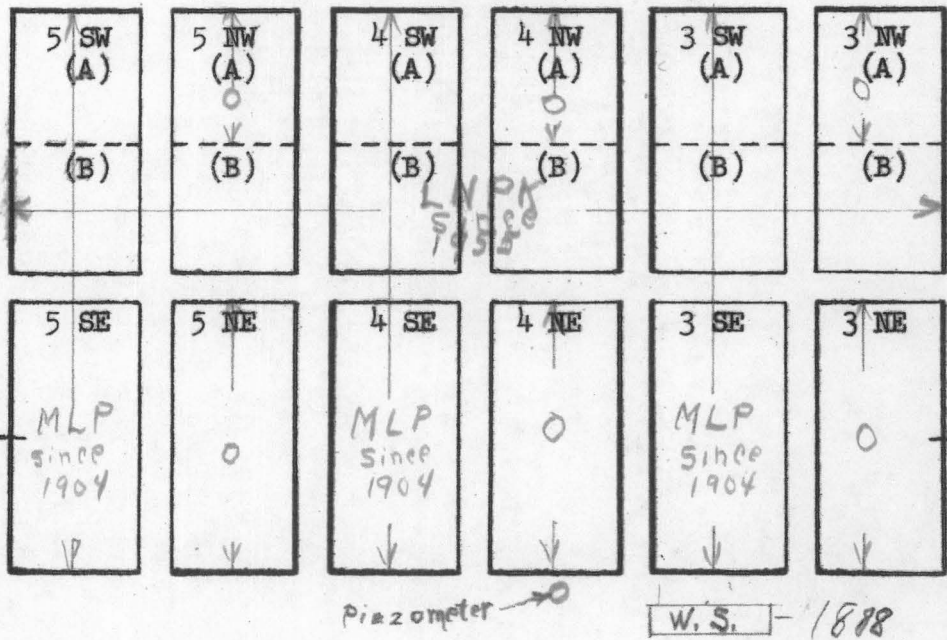 5 SW
(A)
(B)
5 NW
(A)
(B)
4 SW
(A)
(B)
4 NW
(A)
(B)
3 SW
(A)
(B)
3 NW
(A)
(B)
LNPK
Since
1955
5 SE
MLP
since
1904
5 NE
4 SE
MLP
since
1904
4 NE
3 SE
MLP
since
1904
3 NE
Piezometer
W.S. - 1888